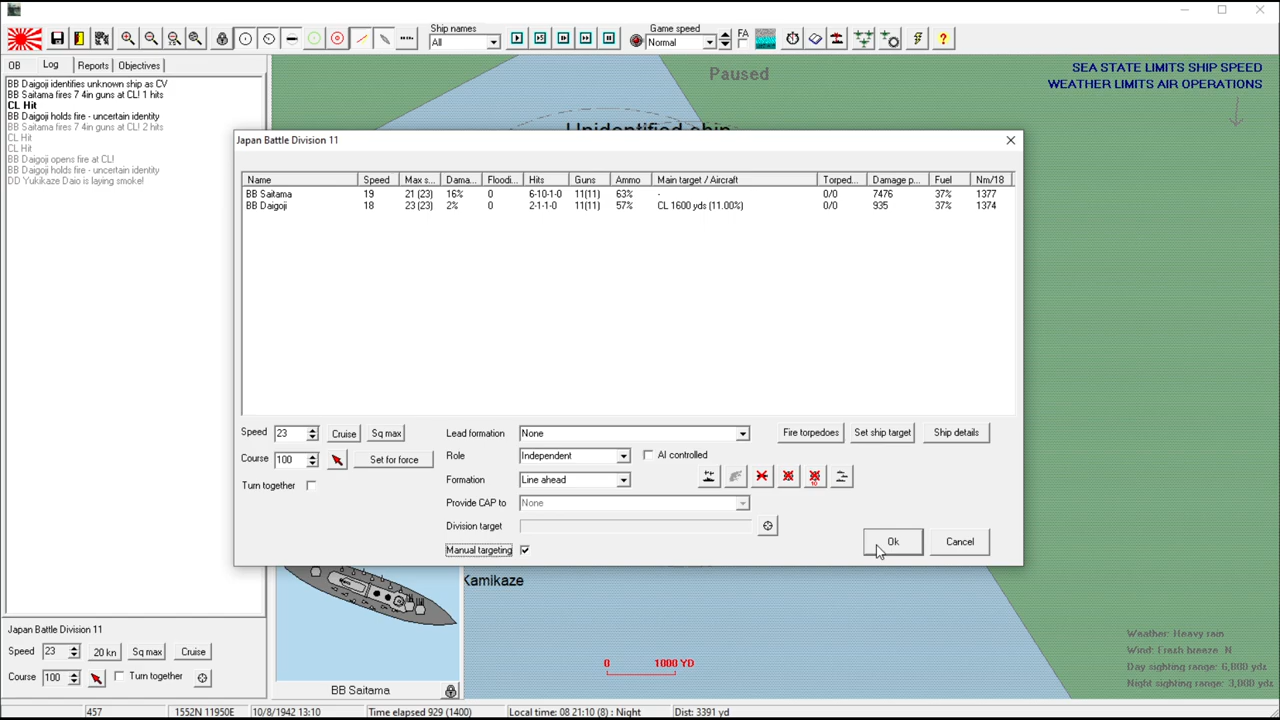 Ship names
All
Game speed
Normal
FA
OB
Log
Reports
Objectives
BB Daigoji identifies unknown ship as CV
BB Saitama fires 7 4in guns at CL! 1 hits
CL Hit
BB Daigoji holds fire - uncertain identity
BB Saitama fires 7 4in guns at CL! 2 hits
CL Hit
CL Hit
BB Daigoji opens fire at CL!
BB Daigoji holds fire - uncertain identity
DD Yukikaze Daio is laying smoke!
Paused
SEA STATE LIMITS SHIP SPEED
WEATHER LIMITS AIR OPERATIONS
Unidentified ship
Japan Battle Division 11
Name Speed Max s... Dama... Floodi... Hits Guns Ammo Main target / Aircraft Torped... Damage p... Fuel Nm/18
BB Saitama 19 21 (23) 16% 0 6-10-1-0 11(11) 63% - 0/0 7476 37% 1377
BB Daigoji 18 23 (23) 2% 0 2-1-1-0 11(11) 57% CL 1600 yds (11.00%) 0/0 935 37% 1374
Speed 23 Cruise Sq max
Course 100 Set for force
Turn together
Lead formation None
Role Independent AI controlled
Formation Line ahead
Provide CAP to None
Division target
Manual targeting
Fire torpedoes Set ship target Ship details
10
Ok Cancel
Kamikaze
0 1000 YD
Weather: Heavy rain
Wind: Fresh breeze N
Day sighting range: 6,000 ydz
Night sighting range: 3,000 ydz
Japan Battle Division 11
Speed 23 20 kn Sq max Cruise
Course 100 Turn together
BB Saitama
457 1552N 11950E 10/8/1942 13:10 Time elapsed 929 (1400) Local time: 08 21:10 (8) : Night Dist: 3391 yd